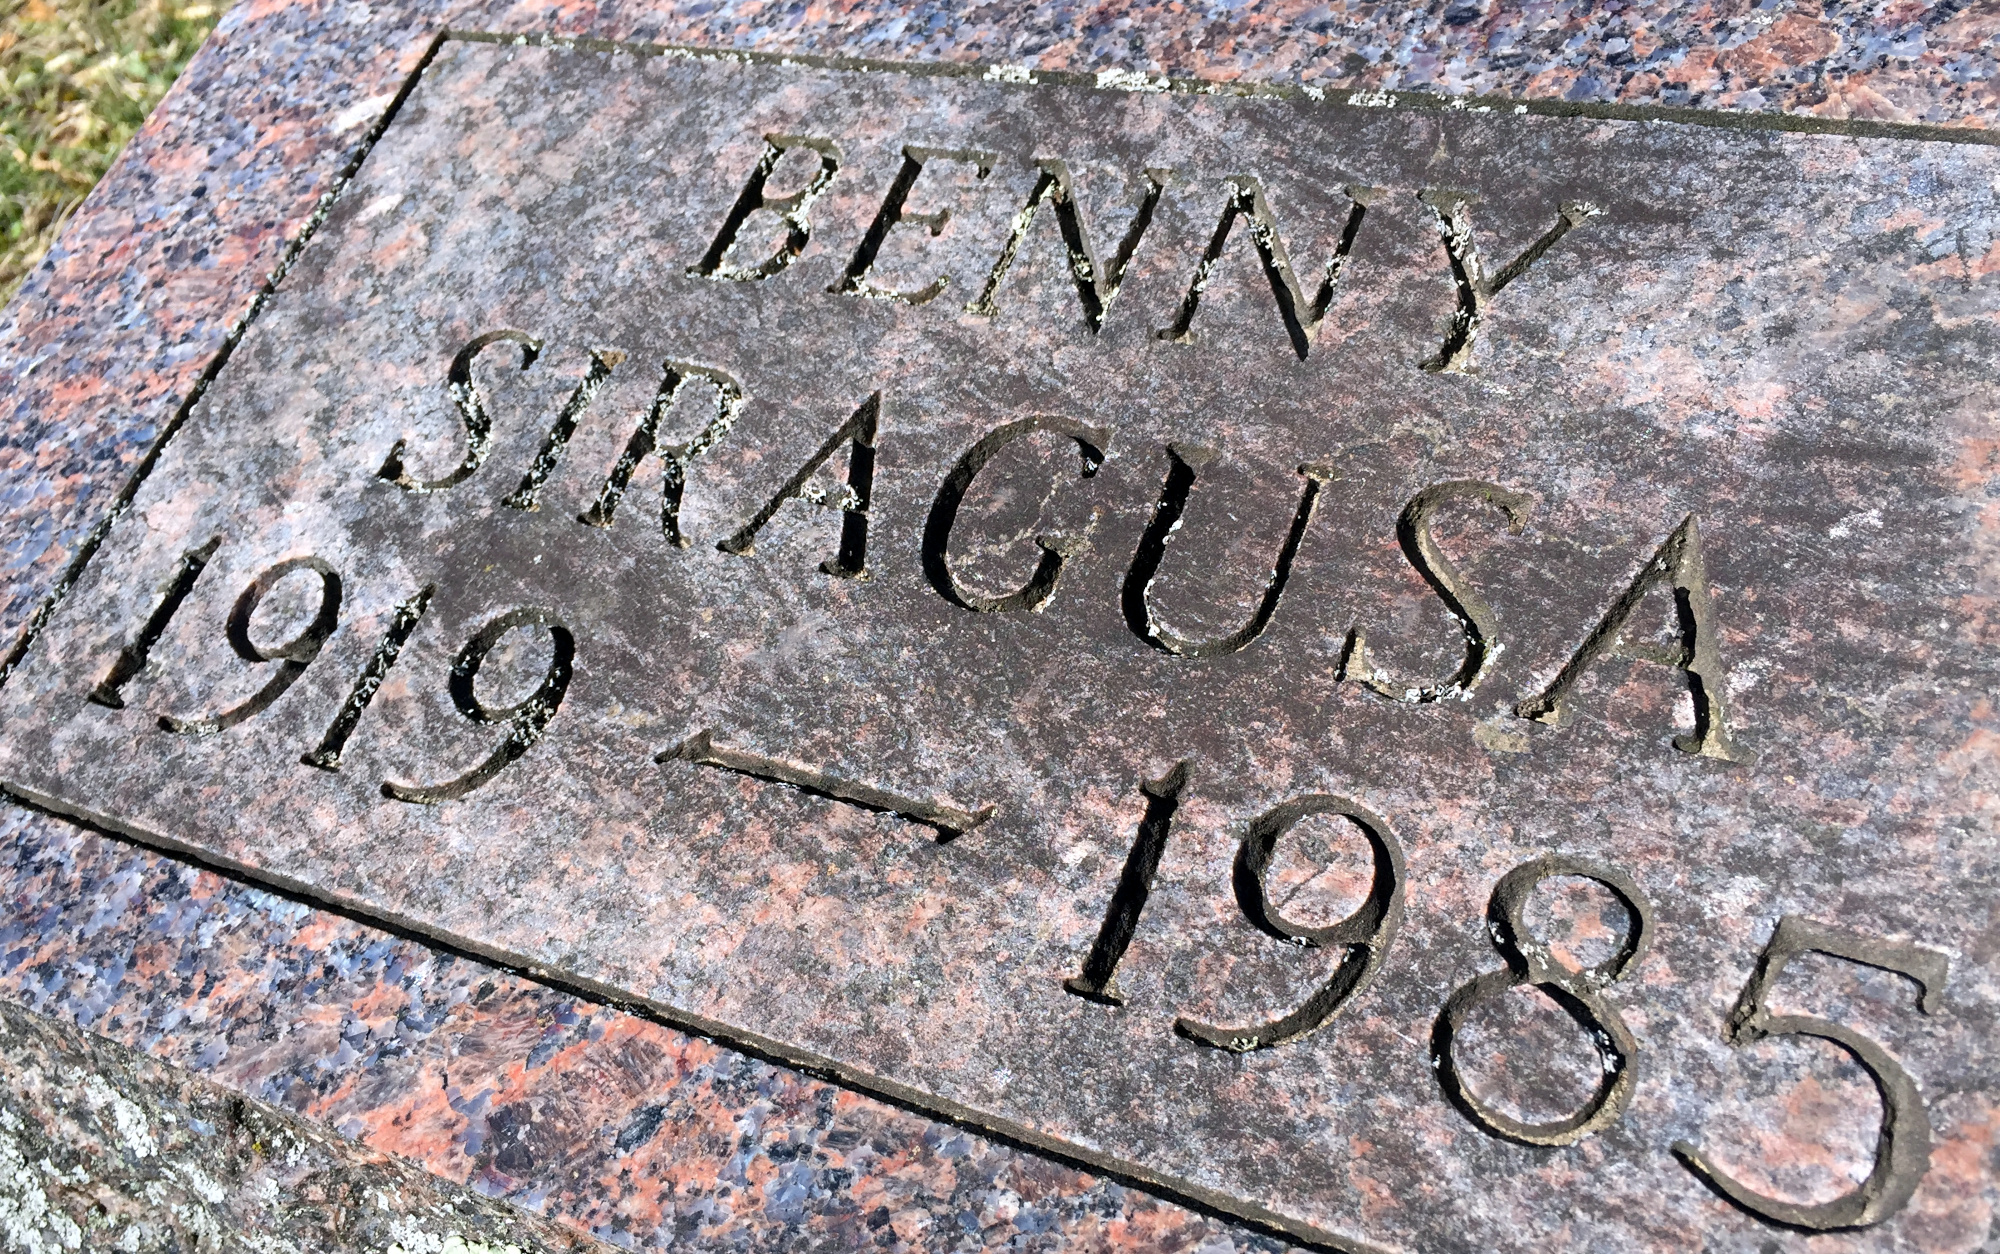 BENNY
SIRAGUSA
1919 — 1985